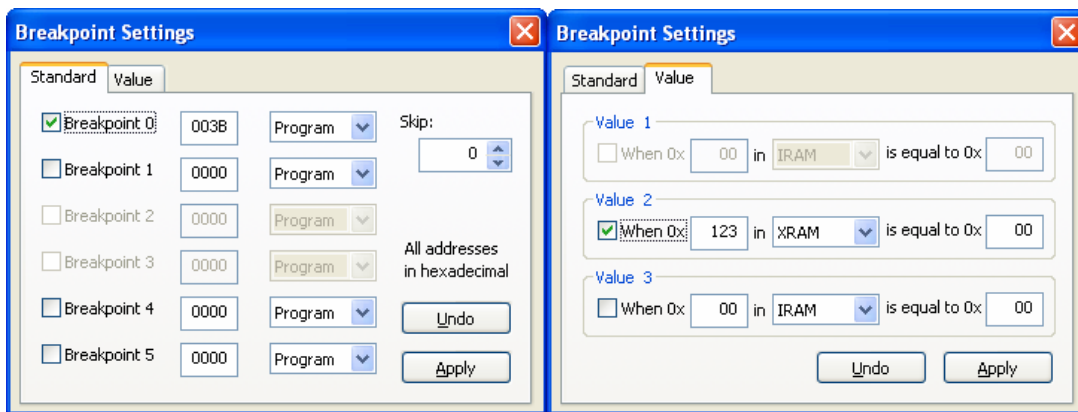 Breakpoint Settings
Standard Value
Breakpoint 0 003B Program
Breakpoint 1 0000 Program
Breakpoint 2 0000 Program
Breakpoint 3 0000 Program
Breakpoint 4 0000 Program
Breakpoint 5 0000 Program
Skip:
0
All addresses
in hexadecimal
Undo
Apply
Breakpoint Settings
Standard Value
Value 1
When 0x 00 in IRAM is equal to 0x 00
Value 2
When 0x 123 in XRAM is equal to 0x 00
Value 3
When 0x 00 in IRAM is equal to 0x 00
Undo Apply